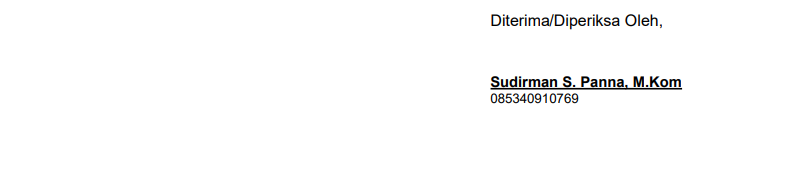 Diterima/Diperiksa Oleh,
Sudirman S. Panna, M.Kom
085340910769